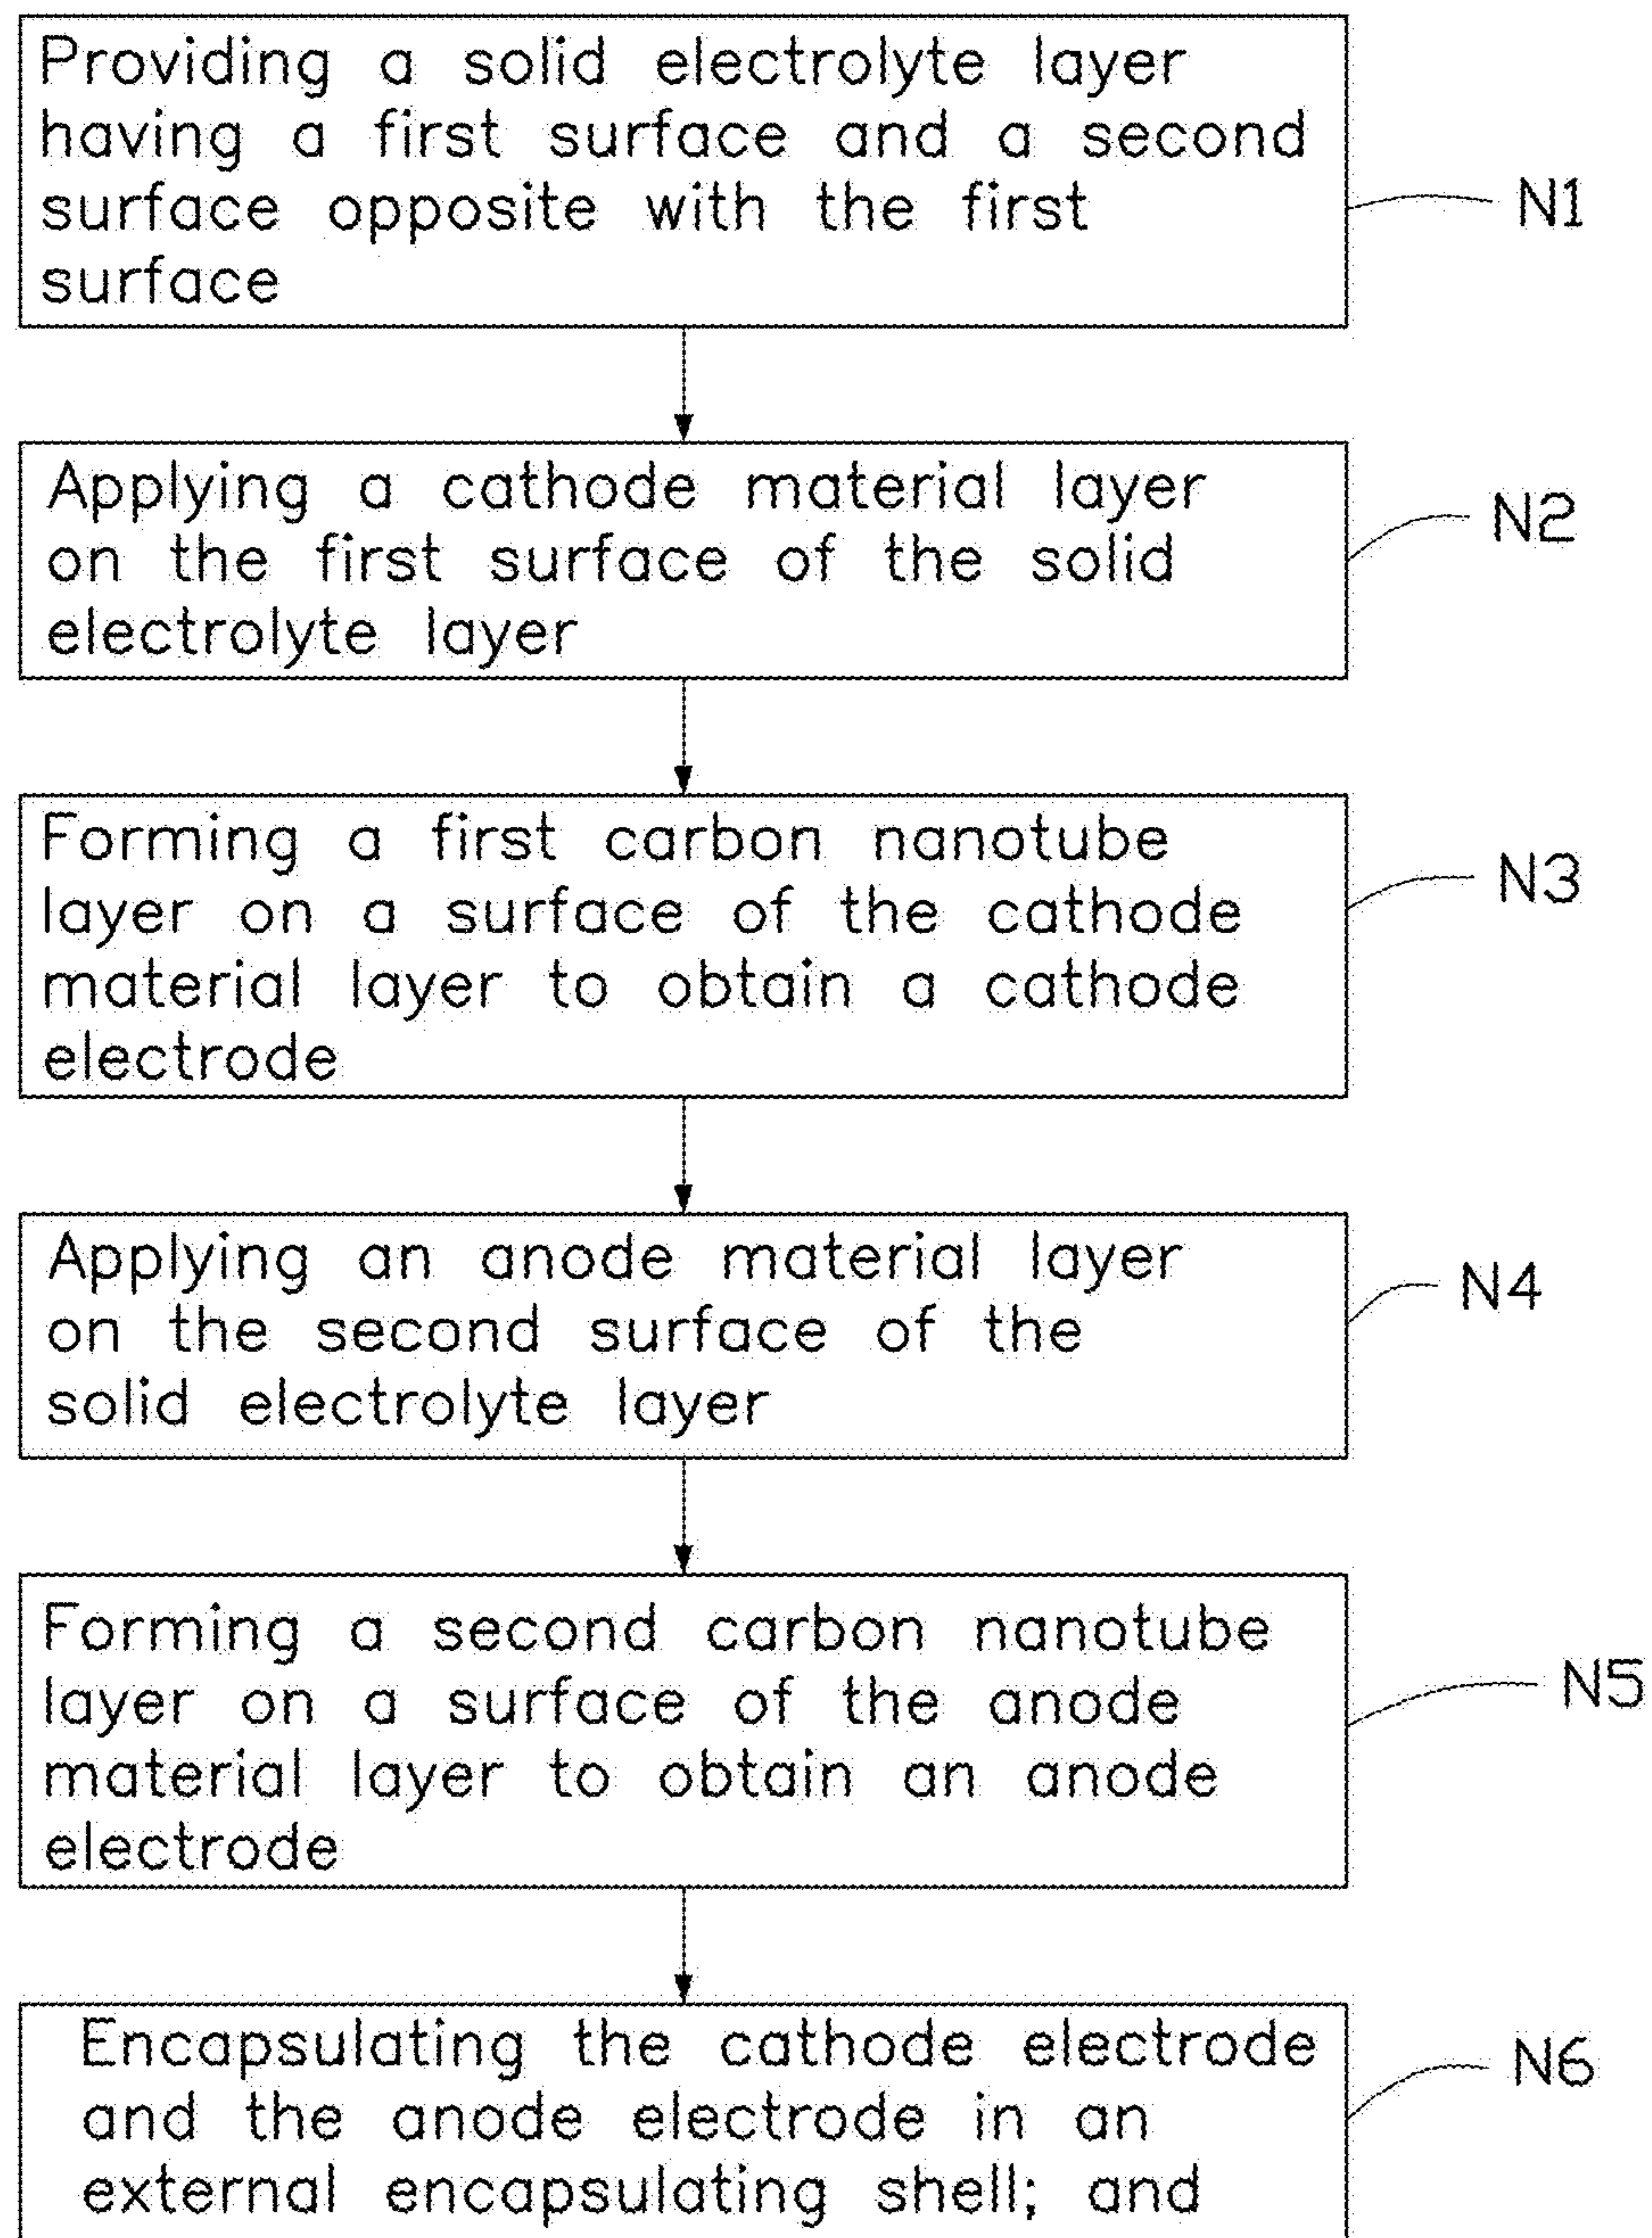 Providing a solid electrolyte layer
having a first surface and a second
surface opposite with the first
surface
N1
Applying a cathode material layer
on the first surface of the solid
electrolyte layer
N2
Forming a first carbon nanotube
layer on a surface of the cathode
material layer to obtain a cathode
electrode
N3
Applying an anode material layer
on the second surface of the
solid electrolyte layer
N4
Forming a second carbon nanotube
layer on a surface of the anode
material layer to obtain an anode
electrode
N5
Encapsulating the cathode electrode
and the anode electrode in an
external encapsulating shell; and
N6